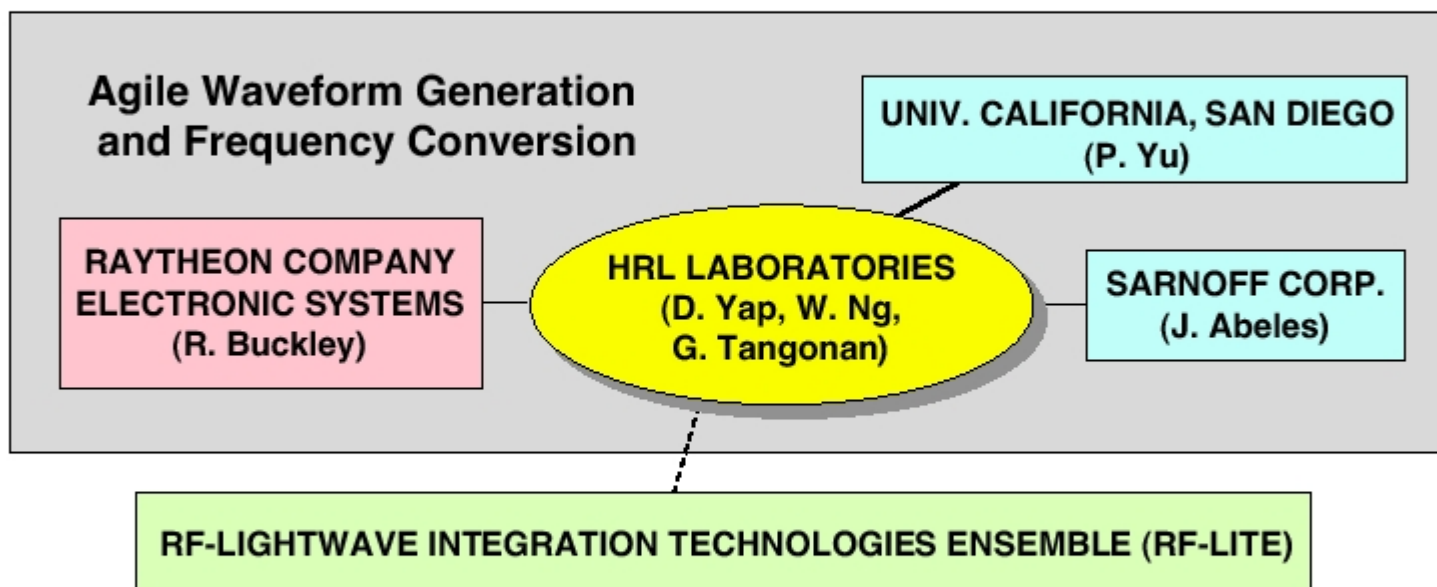 Agile Waveform Generation
and Frequency Conversion
UNIV. CALIFORNIA, SAN DIEGO
(P. Yu)
RAYTHEON COMPANY
ELECTRONIC SYSTEMS
(R. Buckley)
HRL LABORATORIES
(D. Yap, W. Ng,
G. Tangonan)
SARNOFF CORP.
(J. Abeles)
RF-LIGHTWAVE INTEGRATION TECHNOLOGIES ENSEMBLE (RF-LITE)